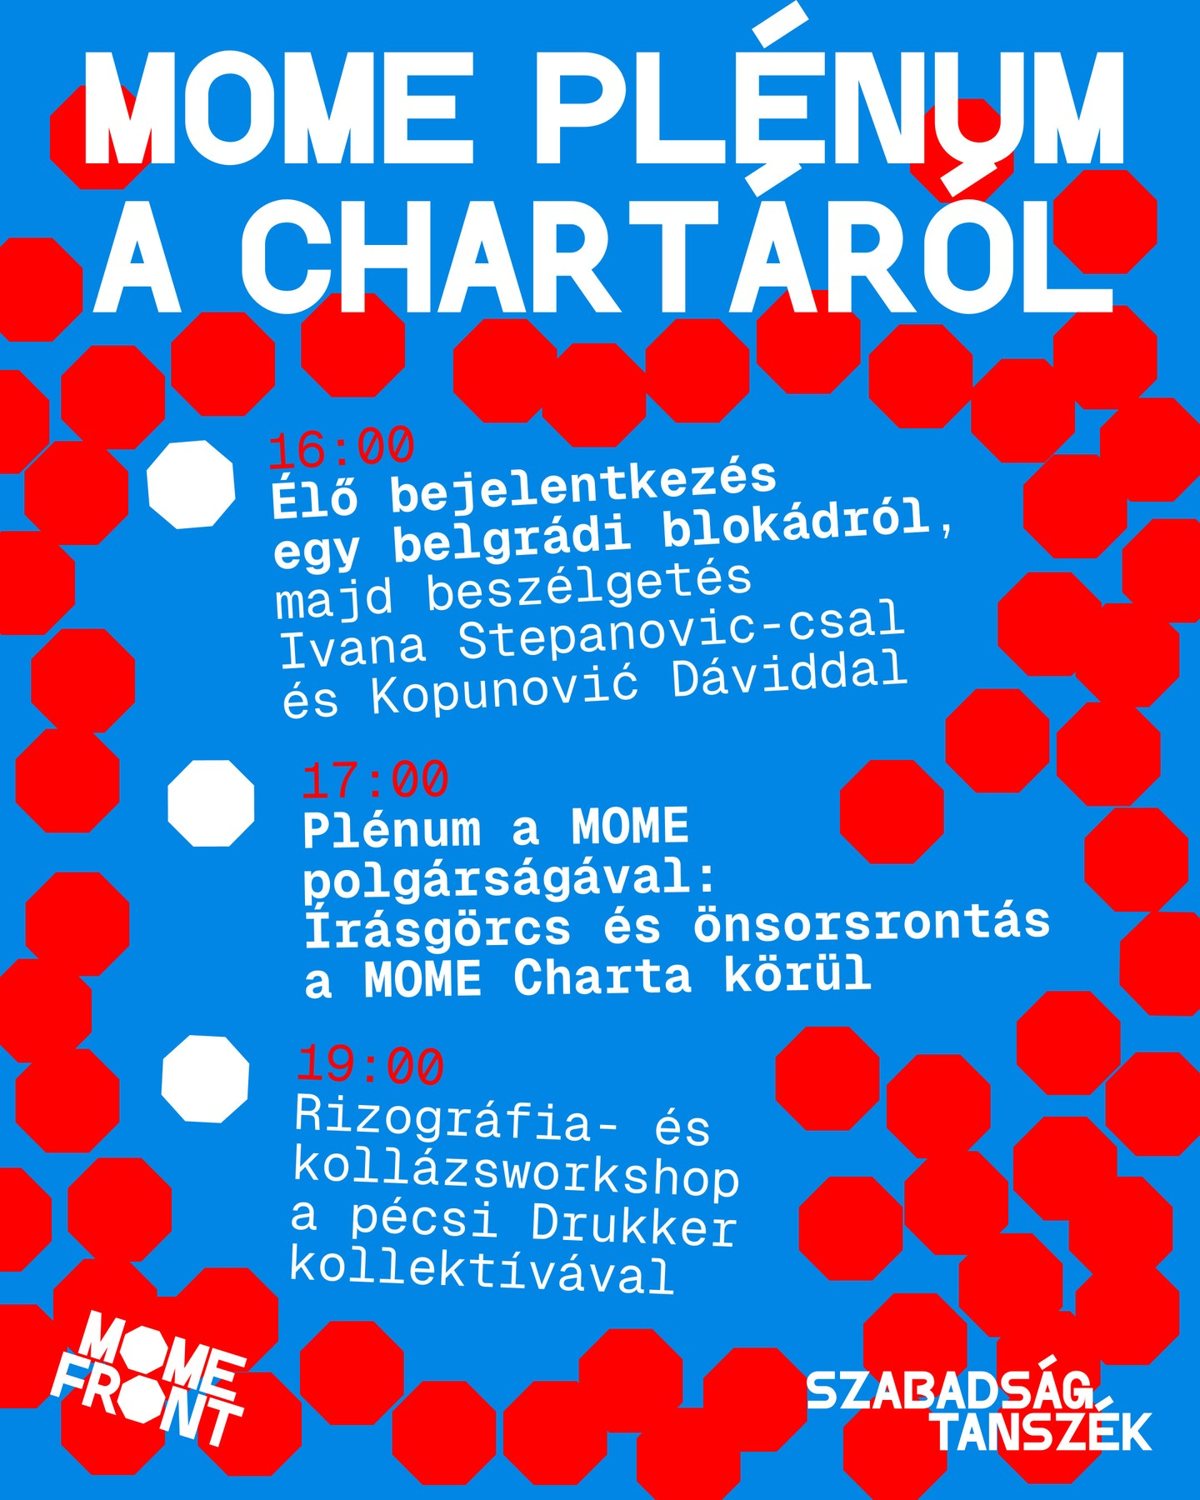 MOME PLÉNUM
A CHARTÁRÓL
16:00
Élő bejelentkezés
egy belgrádi blokádról,
majd beszélgetés
Ivana Stepanovic-csal
és Kopunović Dáviddal
17:00
Plénum a MOME
polgárságával:
Írásgörcs és önsorsrontás
a MOME Charta körül
19:00
Rizográfia- és
kollázsworkshop
a pécsi Drukker
kollektívával
MOME
FRONT
SZABADSÁG
TANSZÉK